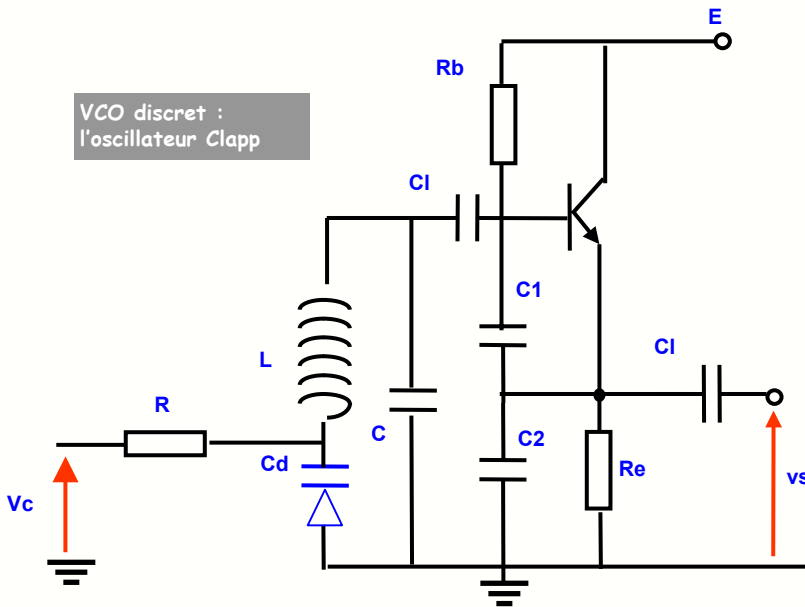 E
Rb
VCO discret :
l'oscillateur Clapp
Cl
C1
L
Cl
R
C
C2
Cd
Re
Vc
vs